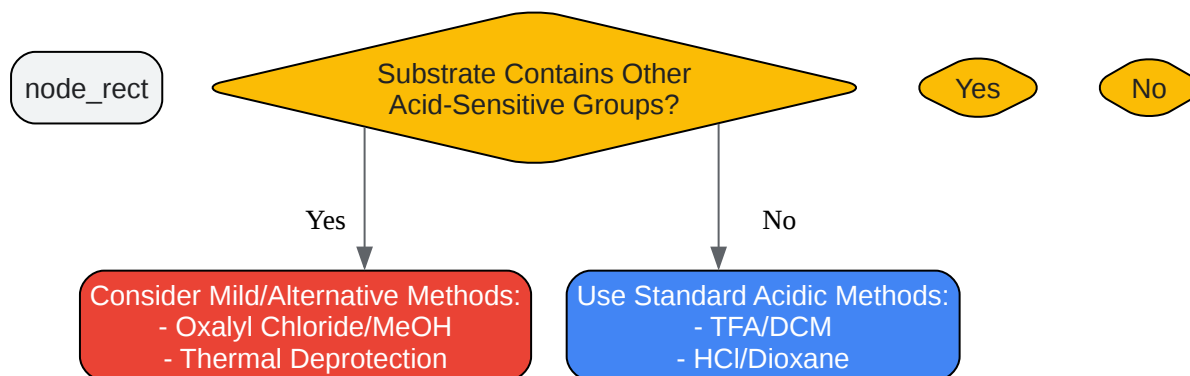 node_rect
Substrate Contains Other
Acid-Sensitive Groups?
Yes
No
Yes
No
Consider Mild/Alternative Methods:
- Oxalyl Chloride/MeOH
- Thermal Deprotection
Use Standard Acidic Methods:
- TFA/DCM
- HCl/Dioxane